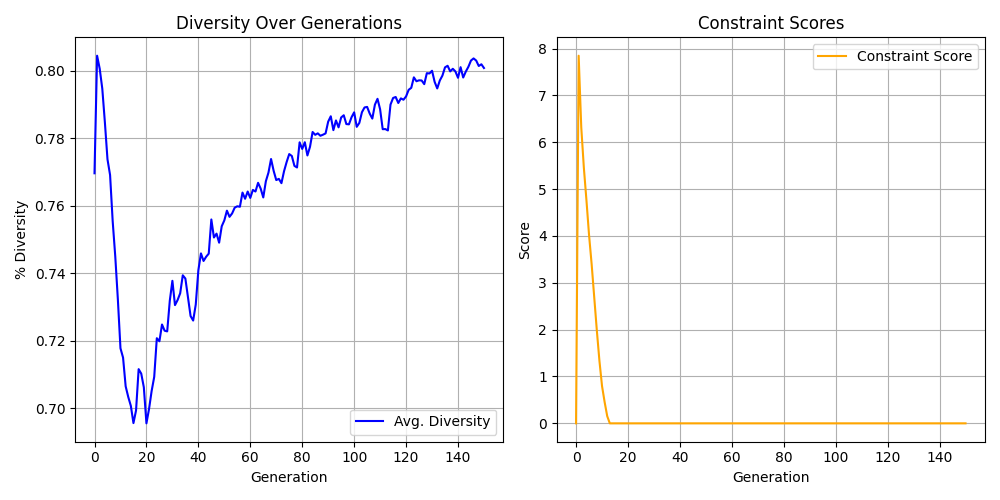 Diversity Over Generations
% Diversity
0.80
0.78
0.76
0.74
0.72
0.70
Avg. Diversity
0 20 40 60 80 100 120 140
Generation
Constraint Scores
Score
8
7
6
5
4
3
2
1
0
Constraint Score
0 20 40 60 80 100 120 140
Generation